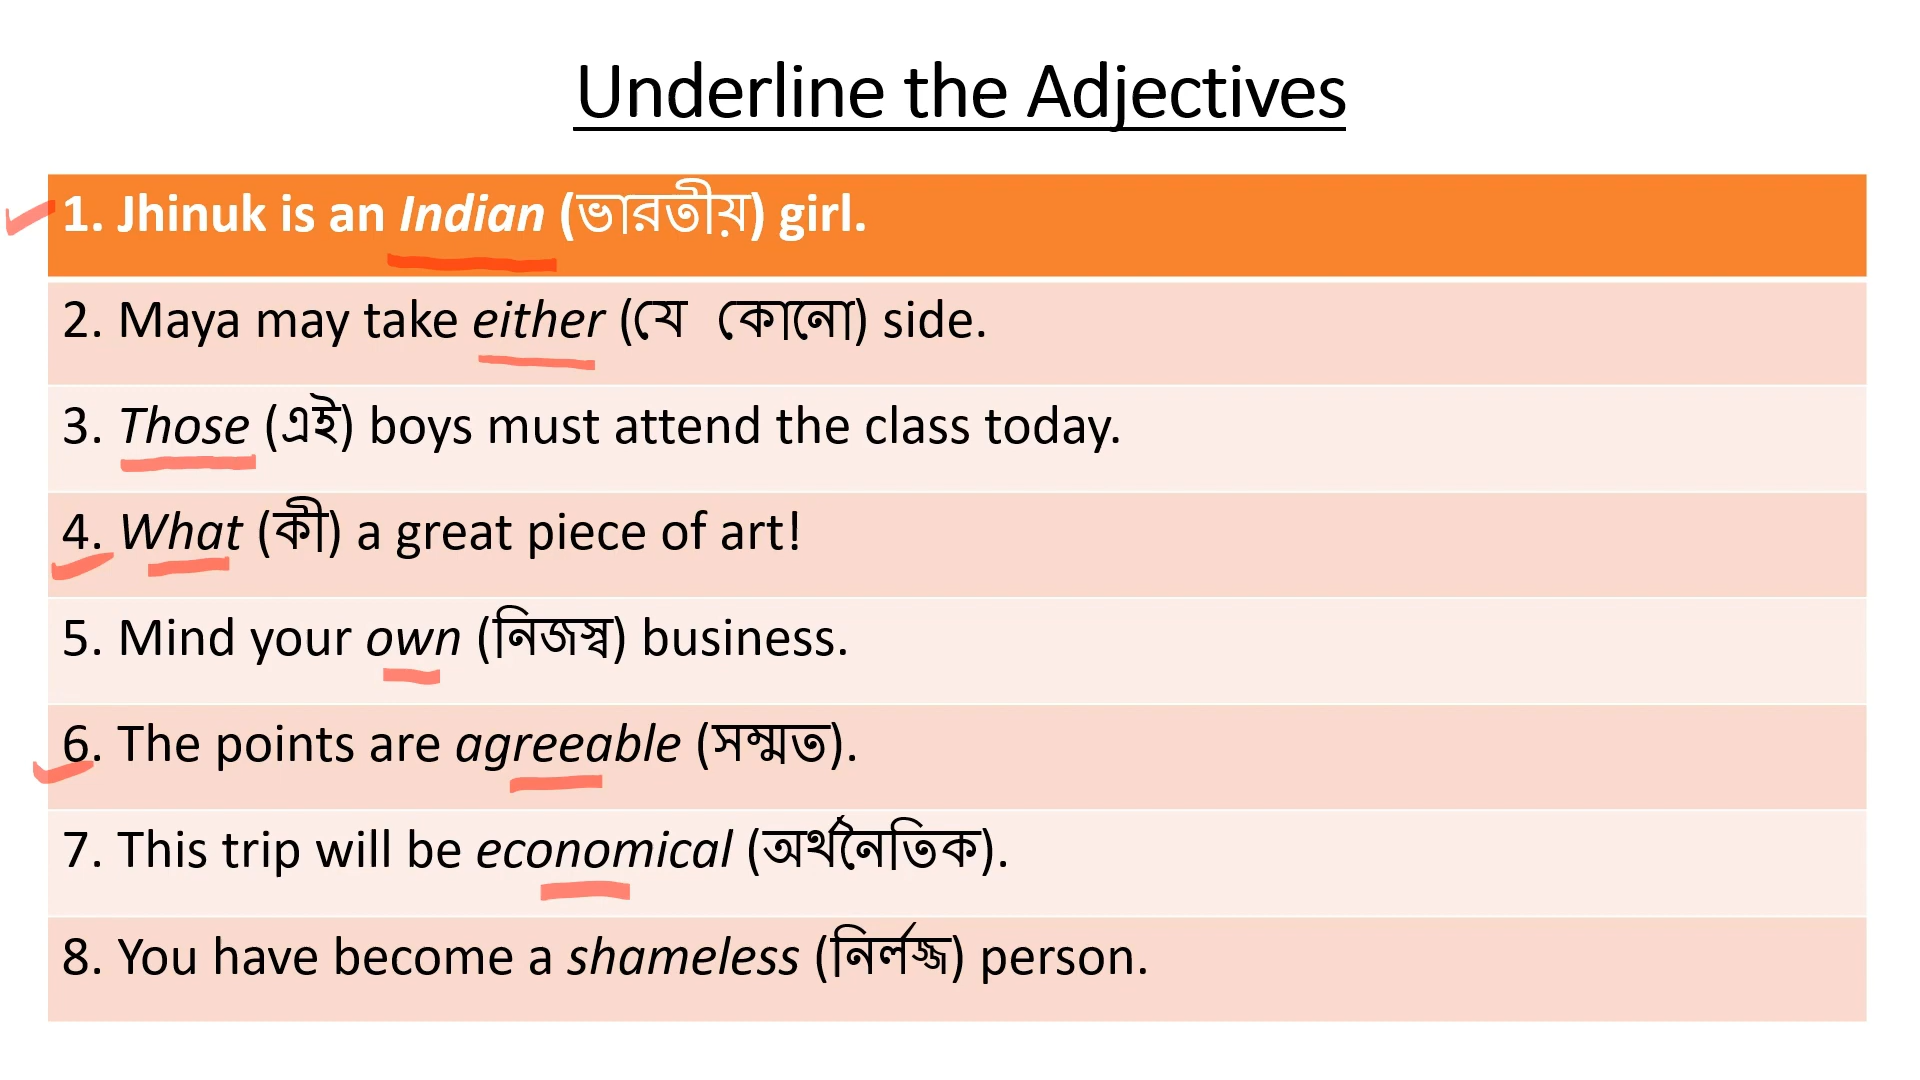 Underline the Adjectives
1. Jhinuk is an Indian (ভারতীয়) girl.
2. Maya may take either (যে কোনো) side.
3. Those (এই) boys must attend the class today.
4. What (কী) a great piece of art!
5. Mind your own (নিজস্ব) business.
6. The points are agreeable (সম্মত).
7. This trip will be economical (অর্থনৈতিক).
8. You have become a shameless (নির্লজ্জ) person.